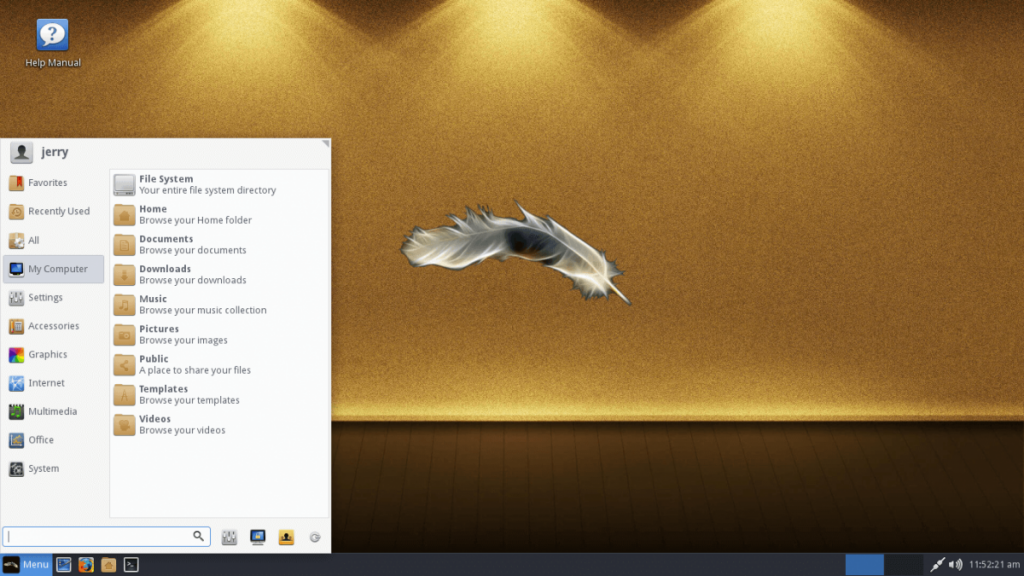 Help Manual
jerry
Favorites
Recently Used
All
My Computer
Settings
Accessories
Graphics
Internet
Multimedia
Office
System
File System
Your entire file system directory
Home
Browse your Home folder
Documents
Browse your documents
Downloads
Browse your downloads
Music
Browse your music collection
Pictures
Browse your images
Public
A place to share your files
Templates
Browse your templates
Videos
Browse your videos
Menu
11:52:21 am